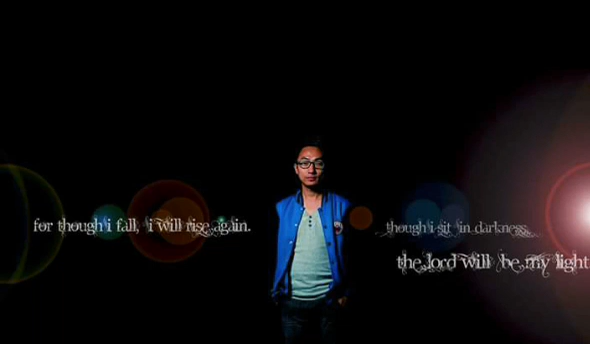 for though i fall, i will rise again.
though i sit in darkness,
the lord will be my light